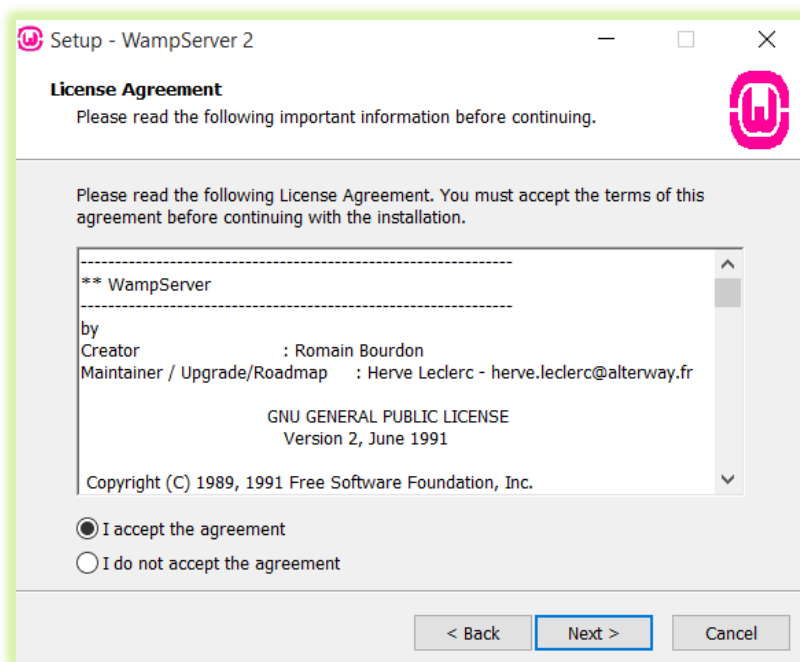 Setup - WampServer 2
License Agreement
Please read the following important information before continuing.
Please read the following License Agreement. You must accept the terms of this
agreement before continuing with the installation.
---------------------------------------------------------------
** WampServer
---------------------------------------------------------------
by
Creator : Romain Bourdon
Maintainer / Upgrade/Roadmap : Herve Leclerc - herve.leclerc@alterway.fr
GNU GENERAL PUBLIC LICENSE
Version 2, June 1991
Copyright (C) 1989, 1991 Free Software Foundation, Inc.
I accept the agreement
I do not accept the agreement
< Back Next > Cancel